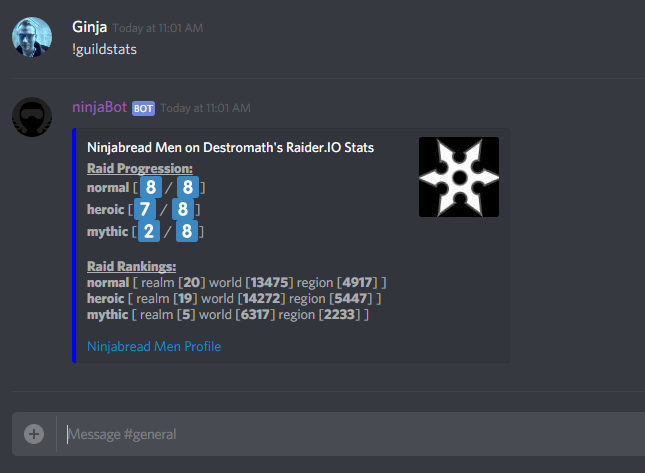 Ginja Today at 11:01 AM
!guildstats
ninjaBot BOT Today at 11:01 AM
Ninjabread Men on Destromath's Raider.IO Stats
Raid Progression:
normal [ 8 / 8 ]
heroic [ 7 / 8 ]
mythic [ 2 / 8 ]
Raid Rankings:
normal [ realm [20] world [13475] region [4917] ]
heroic [ realm [19] world [14272] region [5447] ]
mythic [ realm [5] world [6317] region [2233] ]
Ninjabread Men Profile
Message #general